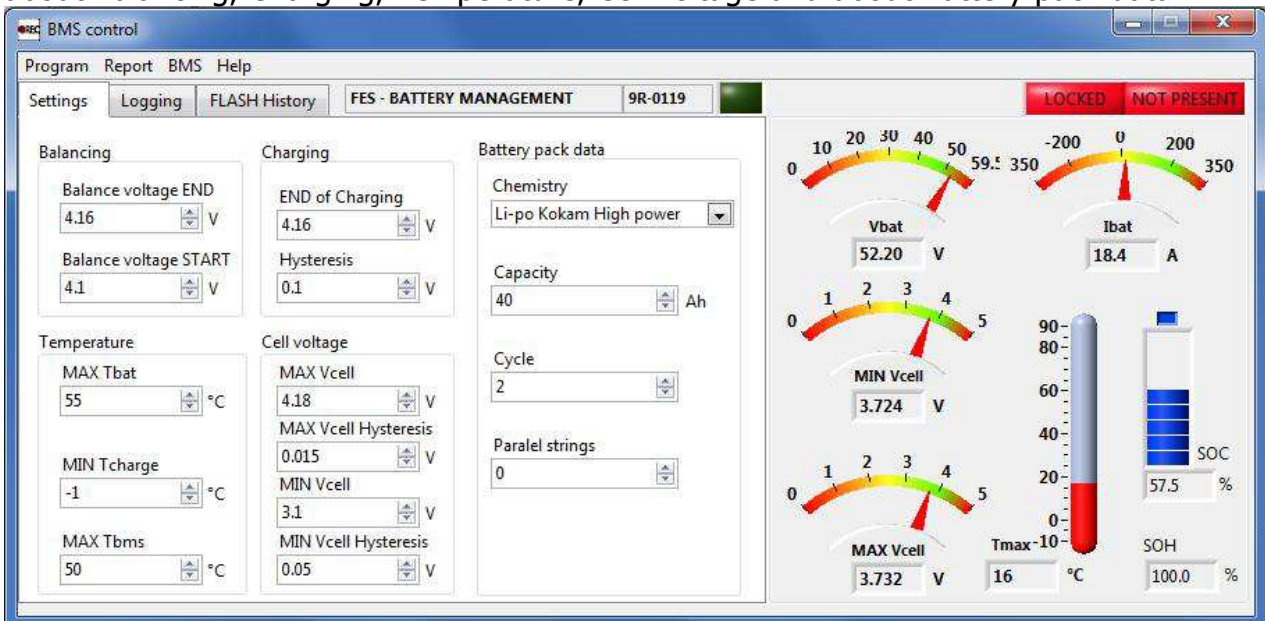 BMS control
Program Report BMS Help
Settings Logging FLASH History FES - BATTERY MANAGEMENT 9R-0119 LOCKED NOT PRESENT
Balancing
Balance voltage END
4.16 V
Balance voltage START
4.1 V
Charging
END of Charging
4.16 V
Hysteresis
0.1 V
Temperature
MAX Tbat
55 °C
MIN Tcharge
-1 °C
MAX Tbms
50 °C
Cell voltage
MAX Vcell
4.18 V
MAX Vcell Hysteresis
0.015 V
MIN Vcell
3.1 V
MIN Vcell Hysteresis
0.05 V
Battery pack data
Chemistry
Li-po Kokam High power
Capacity
40 Ah
Cycle
2
Paralel strings
0
0 10 20 30 40 50 59.5
Vbat
52.20 V
350 -200 0 200 350
Ibat
18.4 A
0 1 2 3 4 5
MIN Vcell
3.724 V
0 1 2 3 4 5
MAX Vcell
3.732 V
90
80
60
40
20
0
-10
Tmax
16 °C
SOC
57.5 %
SOH
100.0 %